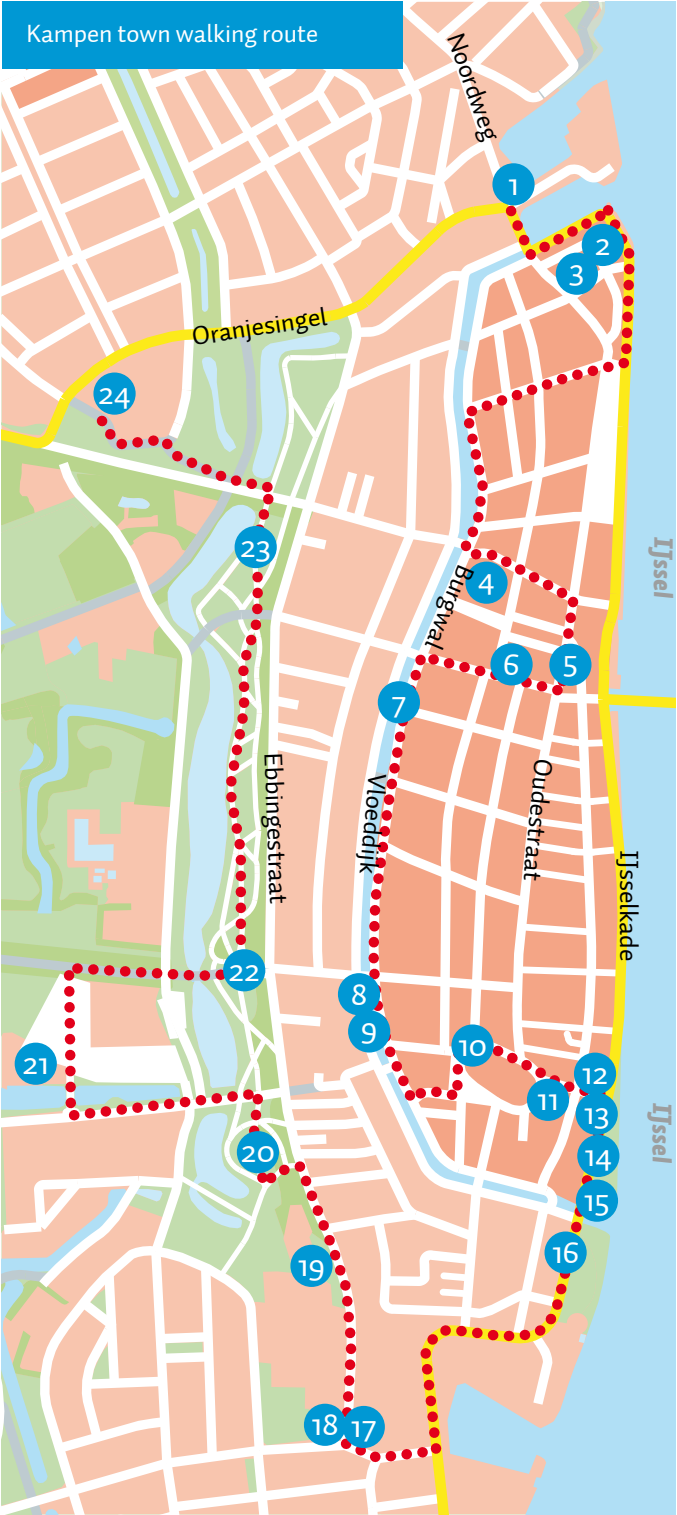 Kampen town walking route
Noordweg
1
2
3
Oranjesingel
24
23
IJssel
4
Burgwal
6
5
7
Ebbingestraat
Vloeddijk
Oudestraat
IJsselkade
22
8
9
10
21
12
11
13
IJssel
20
14
15
16
19
18
17